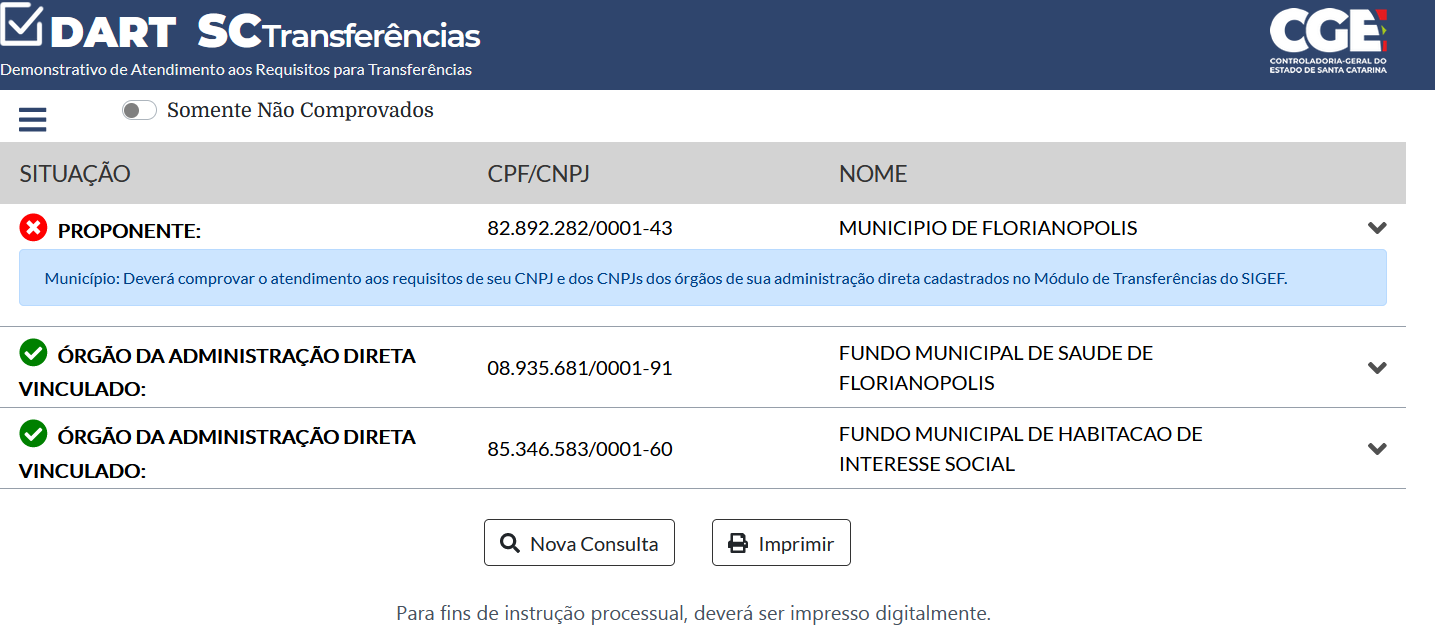 DART SCTransferências
Demonstrativo de Atendimento aos Requisitos para Transferências
CGE
CONTROLADORIA-GERAL DO
ESTADO DE SANTA CATARINA
Somente Não Comprovados
SITUAÇÃO CPF/CNPJ NOME
PROPONENTE: 82.892.282/0001-43 MUNICIPIO DE FLORIANOPOLIS
Município: Deverá comprovar o atendimento aos requisitos de seu CNPJ e dos CNPJs dos órgãos de sua administração direta cadastrados no Módulo de Transferências do SIGEF.
ÓRGÃO DA ADMINISTRAÇÃO DIRETA
VINCULADO:
08.935.681/0001-91
FUNDO MUNICIPAL DE SAUDE DE
FLORIANOPOLIS
ÓRGÃO DA ADMINISTRAÇÃO DIRETA
VINCULADO:
85.346.583/0001-60
FUNDO MUNICIPAL DE HABITACAO DE
INTERESSE SOCIAL
Nova Consulta Imprimir
Para fins de instrução processual, deverá ser impresso digitalmente.